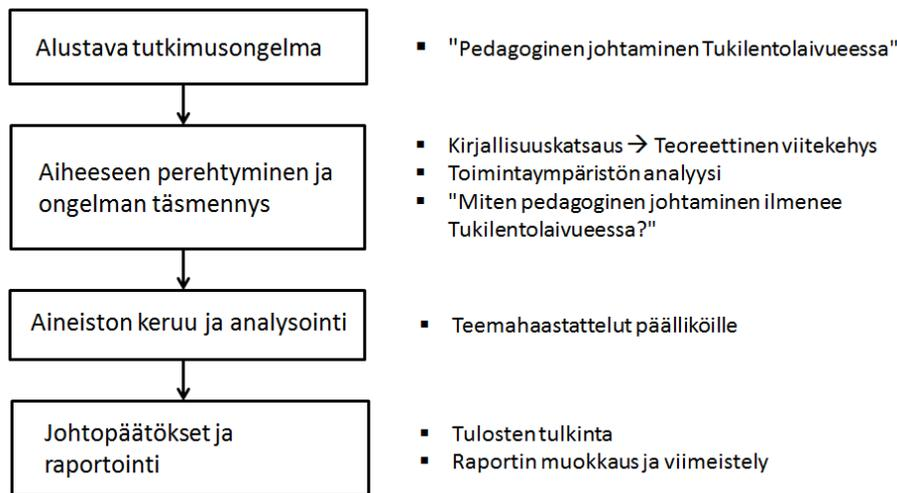 Alustava tutkimusongelma
▪ "Pedagoginen johtaminen Tukilentolaivueessa"
Aiheeseen perehtyminen ja
ongelman täsmennys
▪ Kirjallisuuskatsaus → Teoreettinen viitekehys
▪ Toimintaympäristön analyysi
▪ "Miten pedagoginen johtaminen ilmenee
Tukilentolaivueessa?"
Aineiston keruu ja analysointi
▪ Teemahaastattelut päälliköille
Johtopäätökset ja
raportointi
▪ Tulosten tulkinta
▪ Raportin muokkaus ja viimeistely